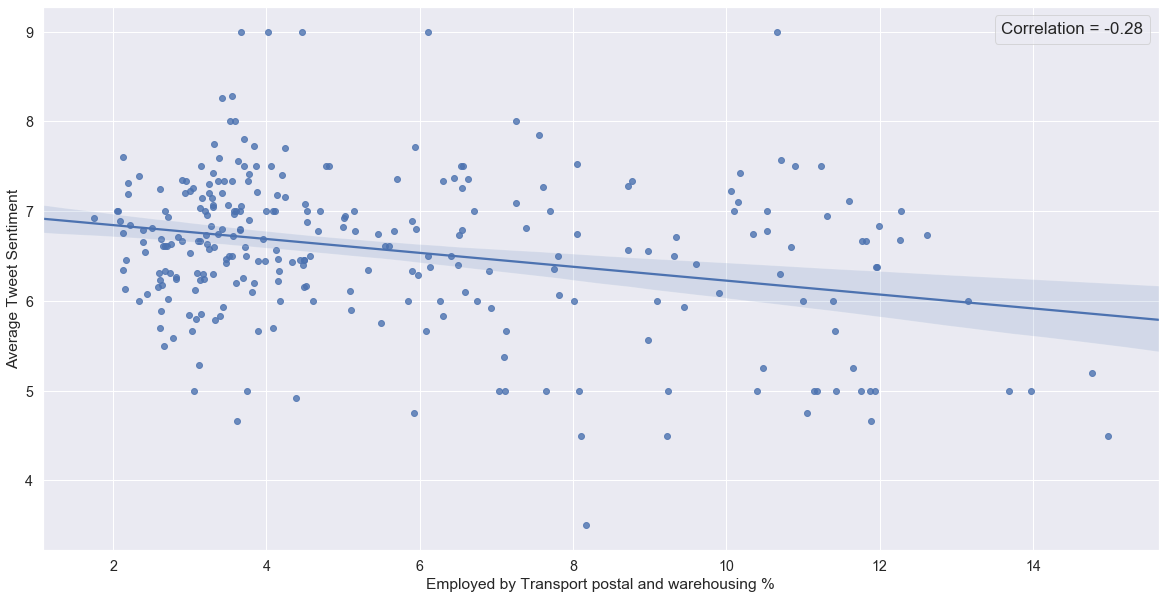 Correlation = -0.28
9
8
7
6
5
4
Average Tweet Sentiment
2 4 6 8 10 12 14
Employed by Transport postal and warehousing %